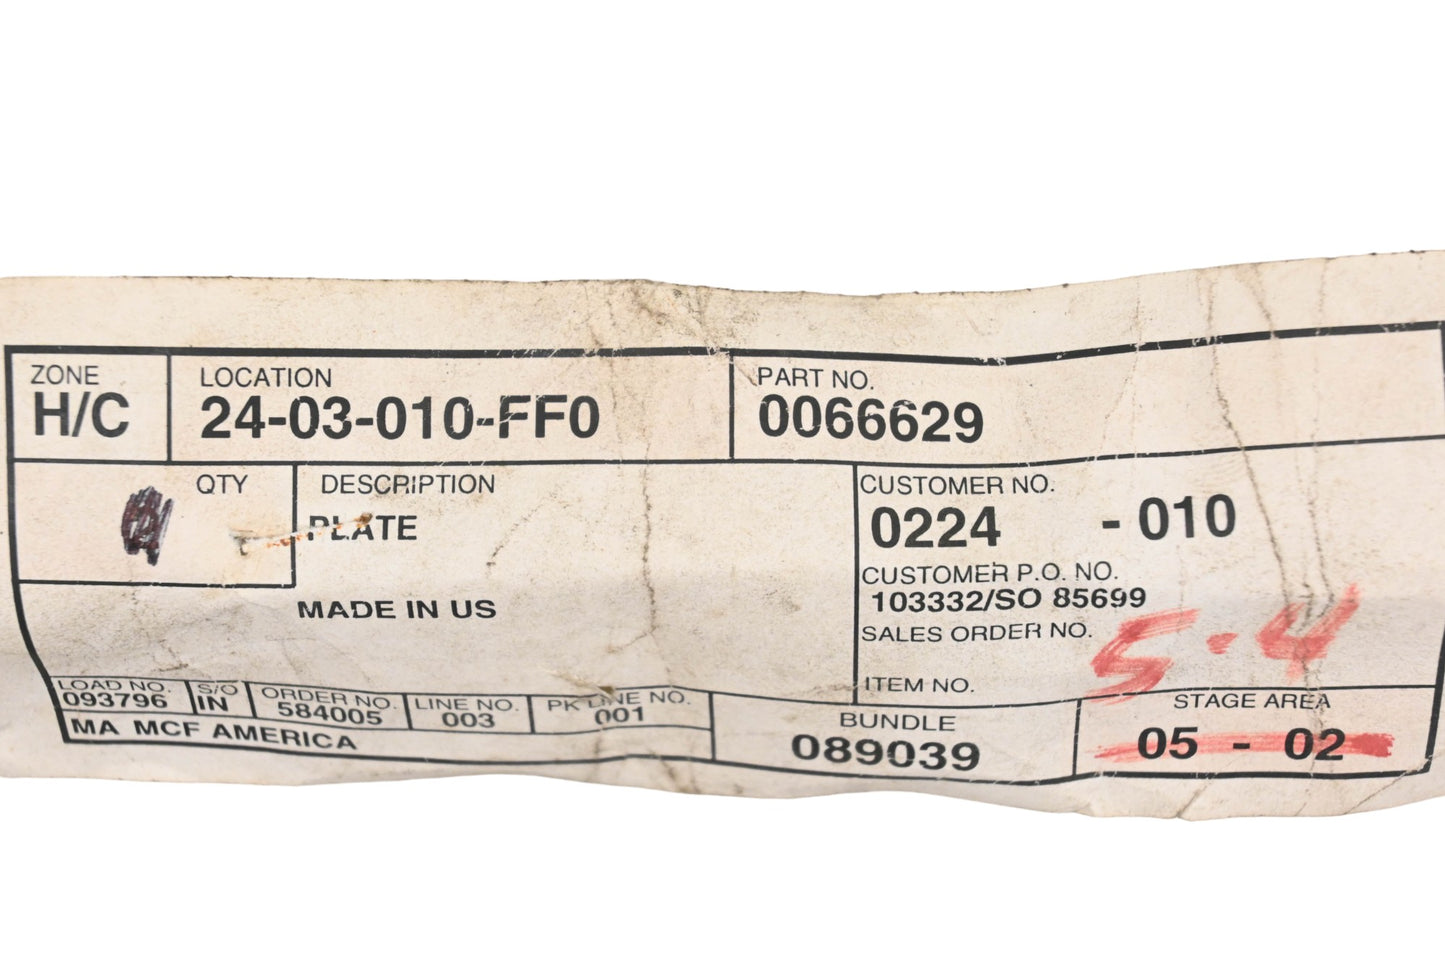 ZONE
H/C
LOCATION
24-03-010-FF0
PART NO.
0066629
QTY
DESCRIPTION
PLATE
MADE IN US
CUSTOMER NO.
0224 - 010
CUSTOMER P.O. NO.
103332/SO 85699
SALES ORDER NO.
5-4
ITEM NO.
LOAD NO.
093796
S/O
IN
ORDER NO.
584005
LINE NO.
003
PK LINE NO.
001
MA MCF AMERICA
BUNDLE
089039
STAGE AREA
05 - 02